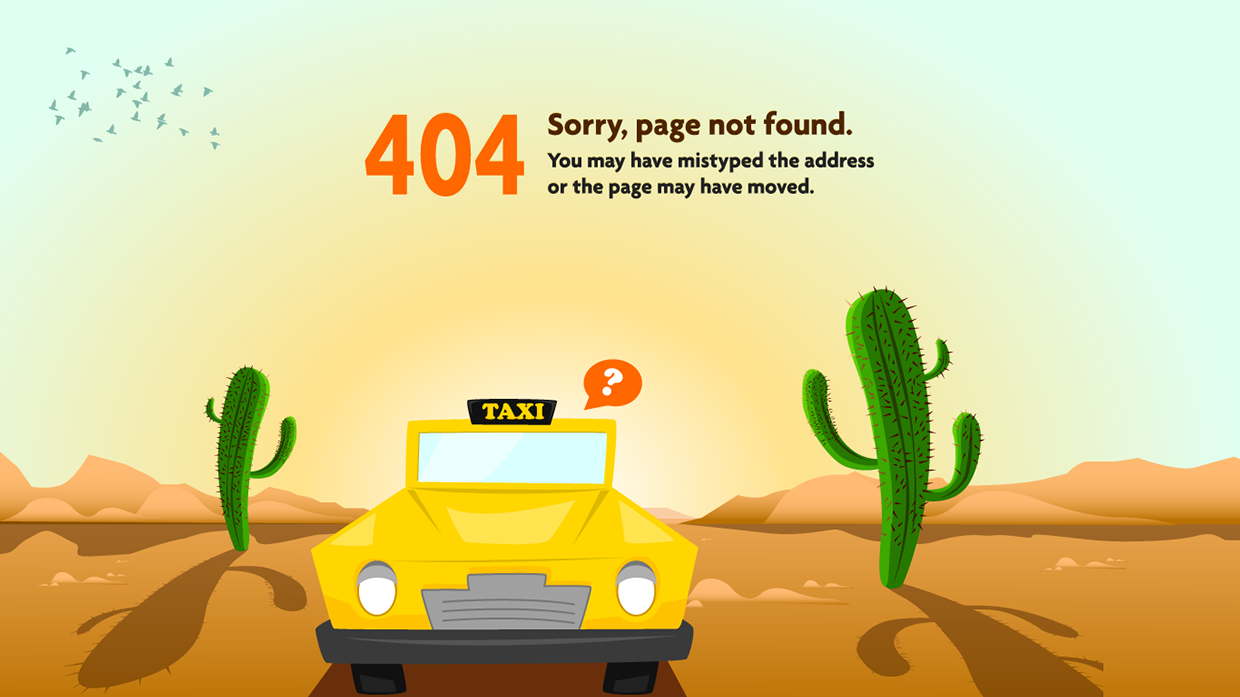 404
Sorry, page not found.
You may have mistyped the address
or the page may have moved.
?
TAXI